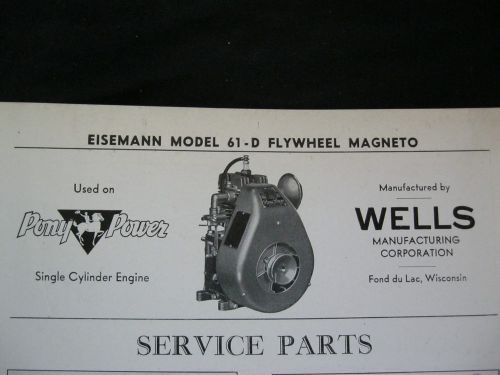 EISEMANN MODEL 61-D FLYWHEEL MAGNETO
Used on
Pony Power
Single Cylinder Engine
Manufactured by
WELLS
MANUFACTURING
CORPORATION
Fond du Lac, Wisconsin
SERVICE PARTS